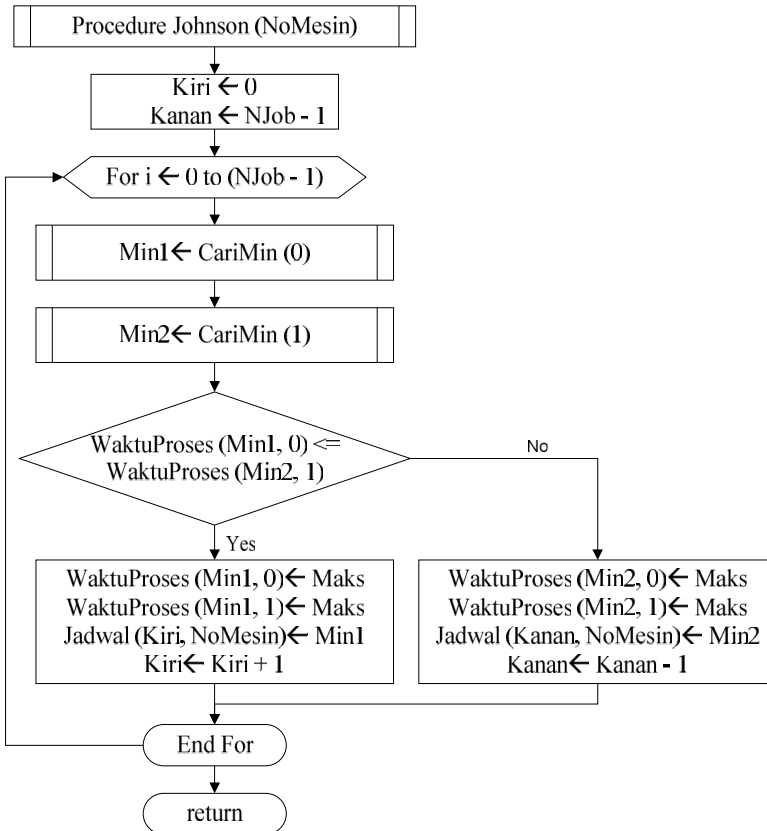 Procedure Johnson (NoMesin)
Kiri ← 0
Kanan ← NJob - 1
For i ← 0 to (NJob - 1)
Min1← CariMin (0)
Min2← CariMin (1)
WaktuProses (Min1, 0) <=
WaktuProses (Min2, 1)
No
Yes
WaktuProses (Min1, 0)← Maks
WaktuProses (Min1, 1)← Maks
Jadwal (Kiri, NoMesin)← Min1
Kiri← Kiri + 1
WaktuProses (Min2, 0)← Maks
WaktuProses (Min2, 1)← Maks
Jadwal (Kanan, NoMesin)← Min2
Kanan← Kanan - 1
End For
return